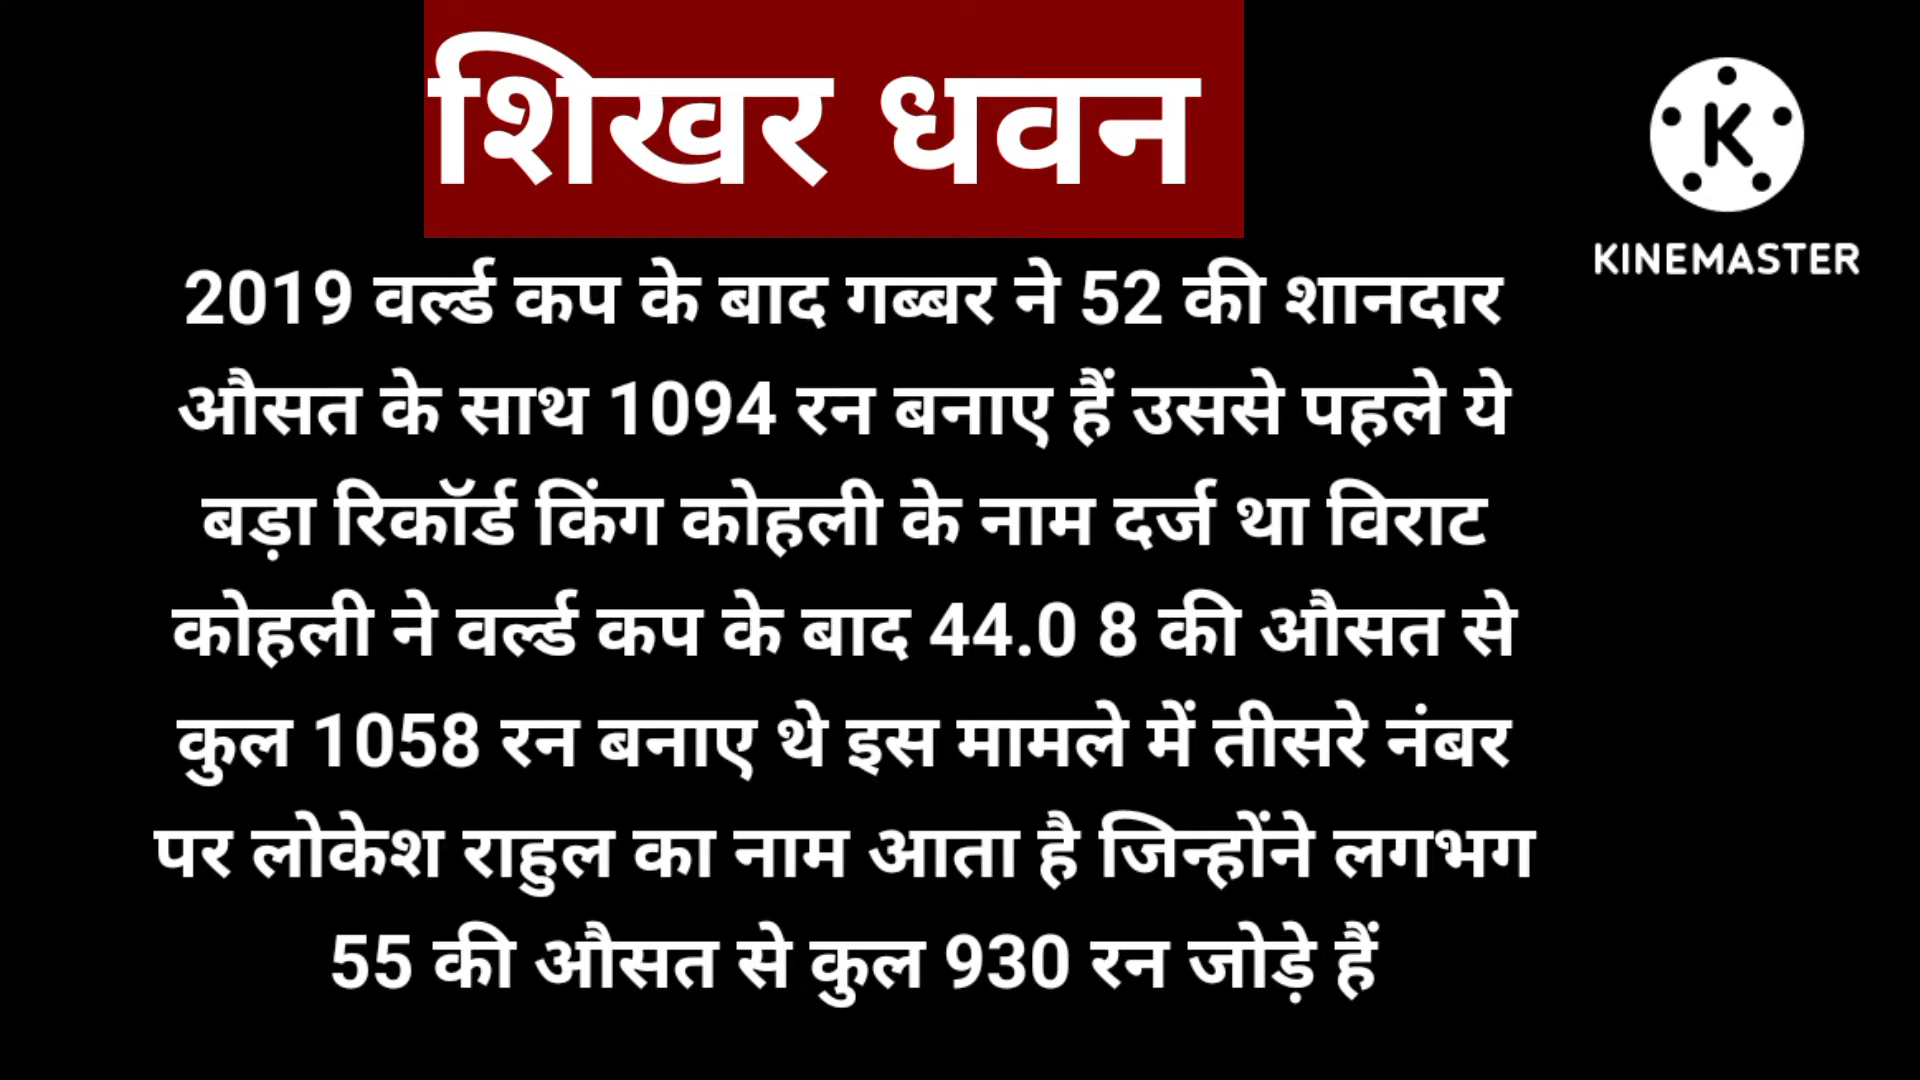 शिखर धवन
KINEMASTER
2019 वर्ल्ड कप के बाद गब्बर ने 52 की शानदार
औसत के साथ 1094 रन बनाए हैं उससे पहले ये
बड़ा रिकॉर्ड किंग कोहली के नाम दर्ज था विराट
कोहली ने वर्ल्ड कप के बाद 44.0 8 की औसत से
कुल 1058 रन बनाए थे इस मामले में तीसरे नंबर
पर लोकेश राहुल का नाम आता है जिन्होंने लगभग
55 की औसत से कुल 930 रन जोड़े हैं